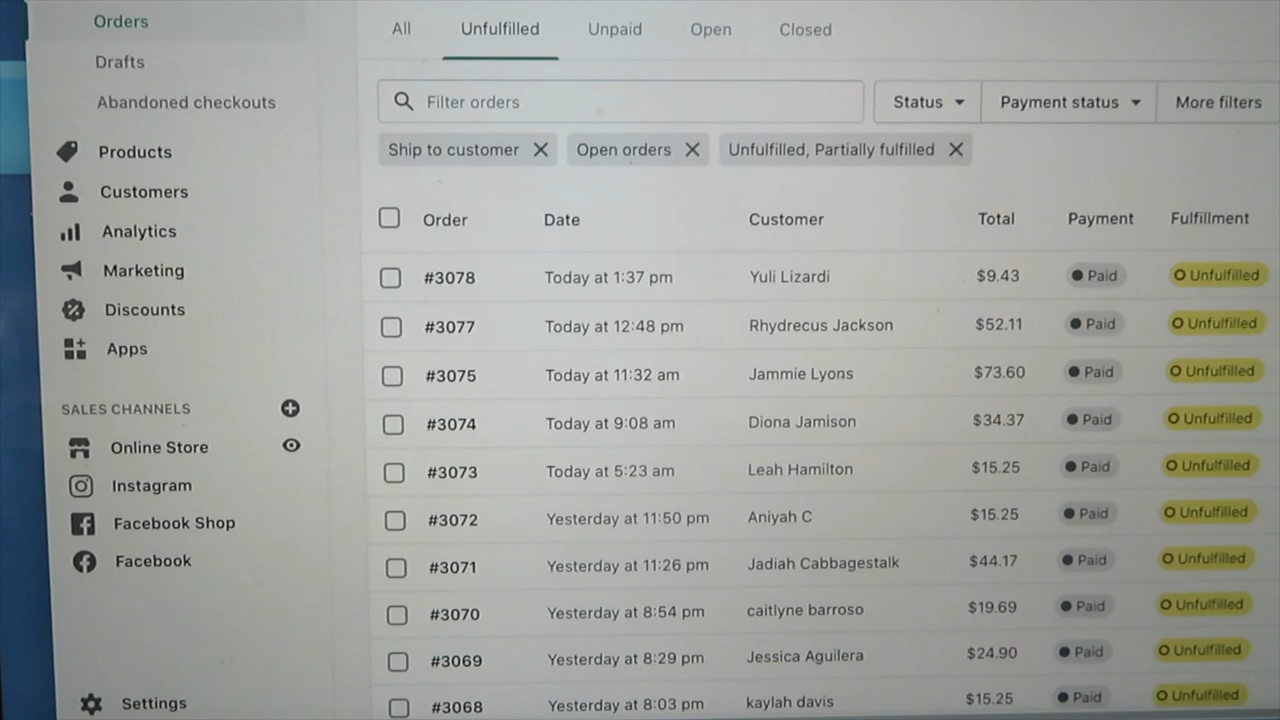 Orders
Drafts
Abandoned checkouts
Products
Customers
Analytics
Marketing
Discounts
Apps
SALES CHANNELS
Online Store
Instagram
Facebook Shop
Facebook
Settings
All Unfulfilled Unpaid Open Closed
Filter orders Status Payment status More filters
Ship to customer Open orders Unfulfilled, Partially fulfilled
Order Date Customer Total Payment Fulfillment
#3078 Today at 1:37 pm Yuli Lizardi $9.43 Paid Unfulfilled
#3077 Today at 12:48 pm Rhydrecus Jackson $52.11 Paid Unfulfilled
#3075 Today at 11:32 am Jammie Lyons $73.60 Paid Unfulfilled
#3074 Today at 9:08 am Diona Jamison $34.37 Paid Unfulfilled
#3073 Today at 5:23 am Leah Hamilton $15.25 Paid Unfulfilled
#3072 Yesterday at 11:50 pm Aniyah C $15.25 Paid Unfulfilled
#3071 Yesterday at 11:26 pm Jadiah Cabbagestalk $44.17 Paid Unfulfilled
#3070 Yesterday at 8:54 pm caitlyne barroso $19.69 Paid Unfulfilled
#3069 Yesterday at 8:29 pm Jessica Aguilera $24.90 Paid Unfulfilled
#3068 Yesterday at 8:03 pm kaylah davis $15.25 Paid Unfulfilled